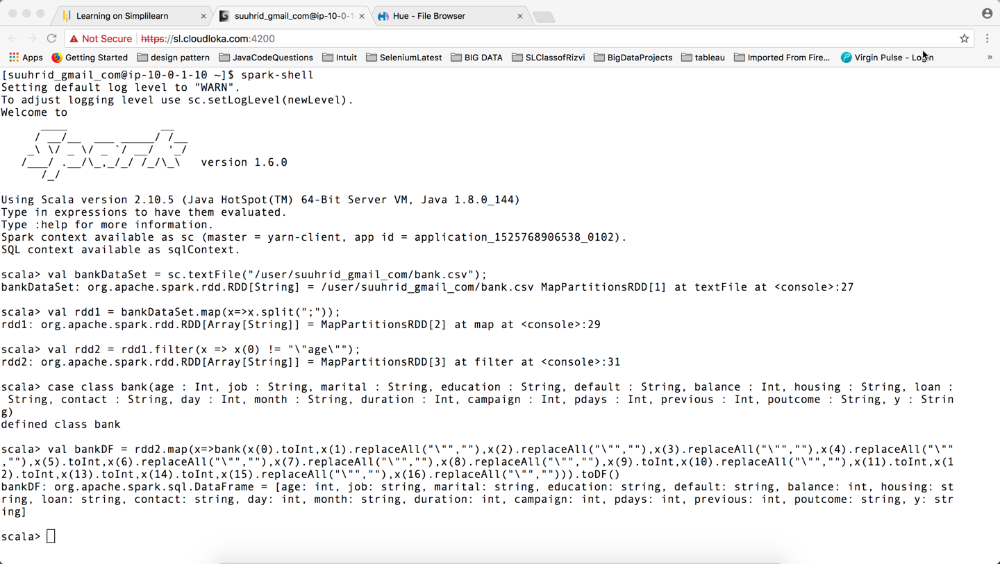 Learning on Simplilearn
suuhrid_gmail_com@ip-10-0-1
Hue - File Browser
Not Secure https://sl.cloudloka.com:4200
Apps Getting Started design pattern JavaCodeQuestions Intuit SeleniumLatest BIG DATA SLClassofRizvi BigDataProjects tableau Imported From Fire... Virgin Pulse - Login »
[suuhrid_gmail_com@ip-10-0-1-10 ~]$ spark-shell
Setting default log level to "WARN".
To adjust logging level use sc.setLogLevel(newLevel).
Welcome to
      ____              __
     / __/__  ___ _____/ /__
    _\ \/ _ \/ _ `/ __/  '_/
   /___/ .__/\_,_/_/ /_/\_\   version 1.6.0
      /_/
Using Scala version 2.10.5 (Java HotSpot(TM) 64-Bit Server VM, Java 1.8.0_144)
Type in expressions to have them evaluated.
Type :help for more information.
Spark context available as sc (master = yarn-client, app id = application_1525768906538_0102).
SQL context available as sqlContext.
scala> val bankDataSet = sc.textFile("/user/suuhrid_gmail_com/bank.csv");
bankDataSet: org.apache.spark.rdd.RDD[String] = /user/suuhrid_gmail_com/bank.csv MapPartitionsRDD[1] at textFile at <console>:27
scala> val rdd1 = bankDataSet.map(x=>x.split(";"));
rdd1: org.apache.spark.rdd.RDD[Array[String]] = MapPartitionsRDD[2] at map at <console>:29
scala> val rdd2 = rdd1.filter(x => x(0) != "\"age\"");
rdd2: org.apache.spark.rdd.RDD[Array[String]] = MapPartitionsRDD[3] at filter at <console>:31
scala> case class bank(age : Int, job : String, marital : String, education : String, default : String, balance : Int, housing : String, loan :
 String, contact : String, day : Int, month : String, duration : Int, campaign : Int, pdays : Int, previous : Int, poutcome : String, y : Strin
g)
defined class bank
scala> val bankDF = rdd2.map(x=>bank(x(0).toInt,x(1).replaceAll("\"",""),x(2).replaceAll("\"",""),x(3).replaceAll("\"",""),x(4).replaceAll("\""
,""),x(5).toInt,x(6).replaceAll("\"",""),x(7).replaceAll("\"",""),x(8).replaceAll("\"",""),x(9).toInt,x(10).replaceAll("\"",""),x(11).toInt,x(1
2).toInt,x(13).toInt,x(14).toInt,x(15).replaceAll("\"",""),x(16).replaceAll("\"",""))).toDF()
bankDF: org.apache.spark.sql.DataFrame = [age: int, job: string, marital: string, education: string, default: string, balance: int, housing: st
ring, loan: string, contact: string, day: int, month: string, duration: int, campaign: int, pdays: int, previous: int, poutcome: string, y: str
ing]
scala>